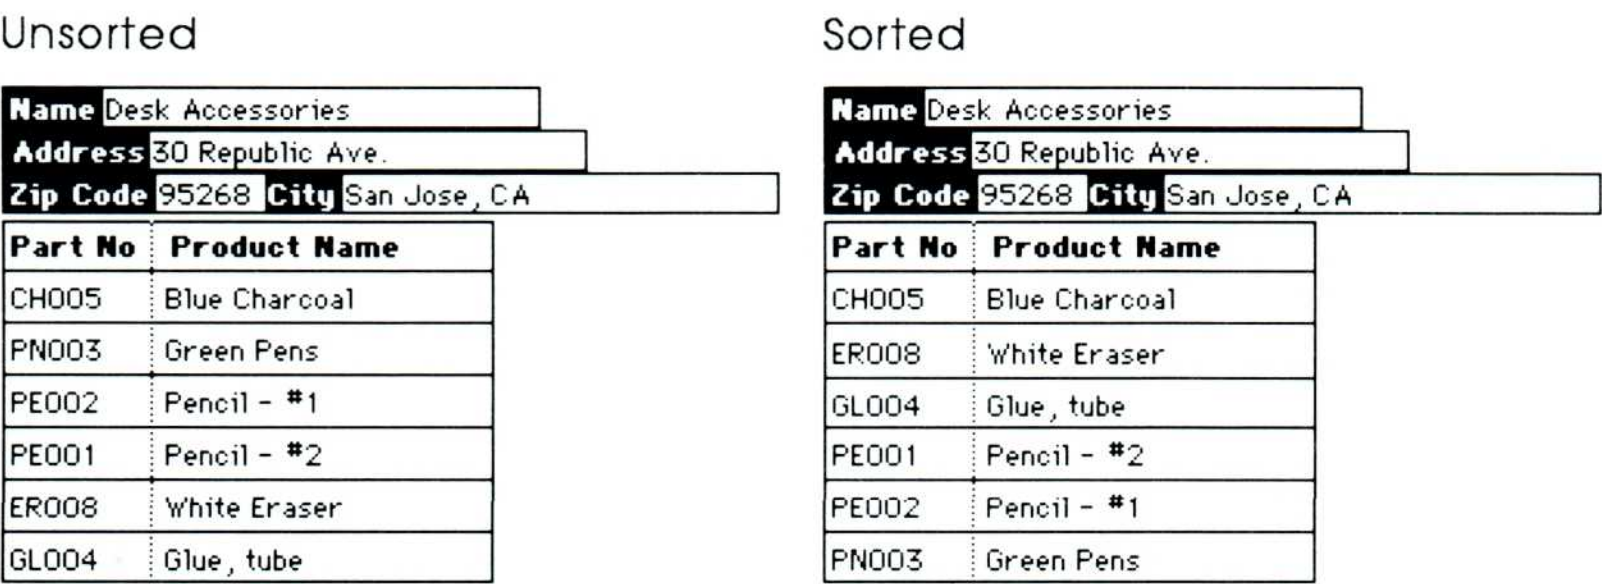 Unsorted
Name Desk Accessories
Address 30 Republic Ave.
Zip Code 95268 City San Jose, CA
Part No Product Name
CH005 Blue Charcoal
PN003 Green Pens
PE002 Pencil - #1
PE001 Pencil - #2
ER008 White Eraser
GL004 Glue, tube
Sorted
Name Desk Accessories
Address 30 Republic Ave.
Zip Code 95268 City San Jose, CA
Part No Product Name
CH005 Blue Charcoal
ER008 White Eraser
GL004 Glue, tube
PE001 Pencil - #2
PE002 Pencil - #1
PN003 Green Pens